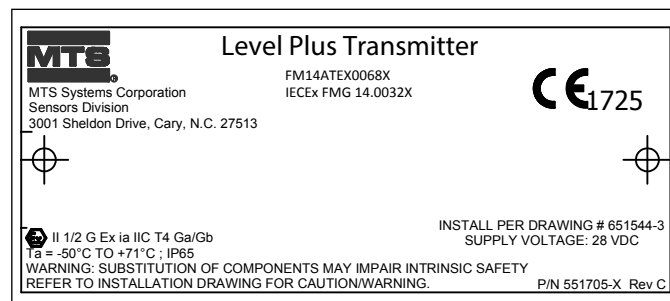 MTS
®
Level Plus Transmitter
MTS Systems Corporation
Sensors Division
3001 Sheldon Drive, Cary, N.C. 27513
FM14ATEX0068X
IECEx FMG 14.0032X
CE 1725
Ex II 1/2 G Ex ia IIC T4 Ga/Gb
Ta = -50°C TO +71°C ; IP65
WARNING: SUBSTITUTION OF COMPONENTS MAY IMPAIR INTRINSIC SAFETY
REFER TO INSTALLATION DRAWING FOR CAUTION/WARNING.
INSTALL PER DRAWING # 651544-3
SUPPLY VOLTAGE: 28 VDC
P/N 551705-X Rev C